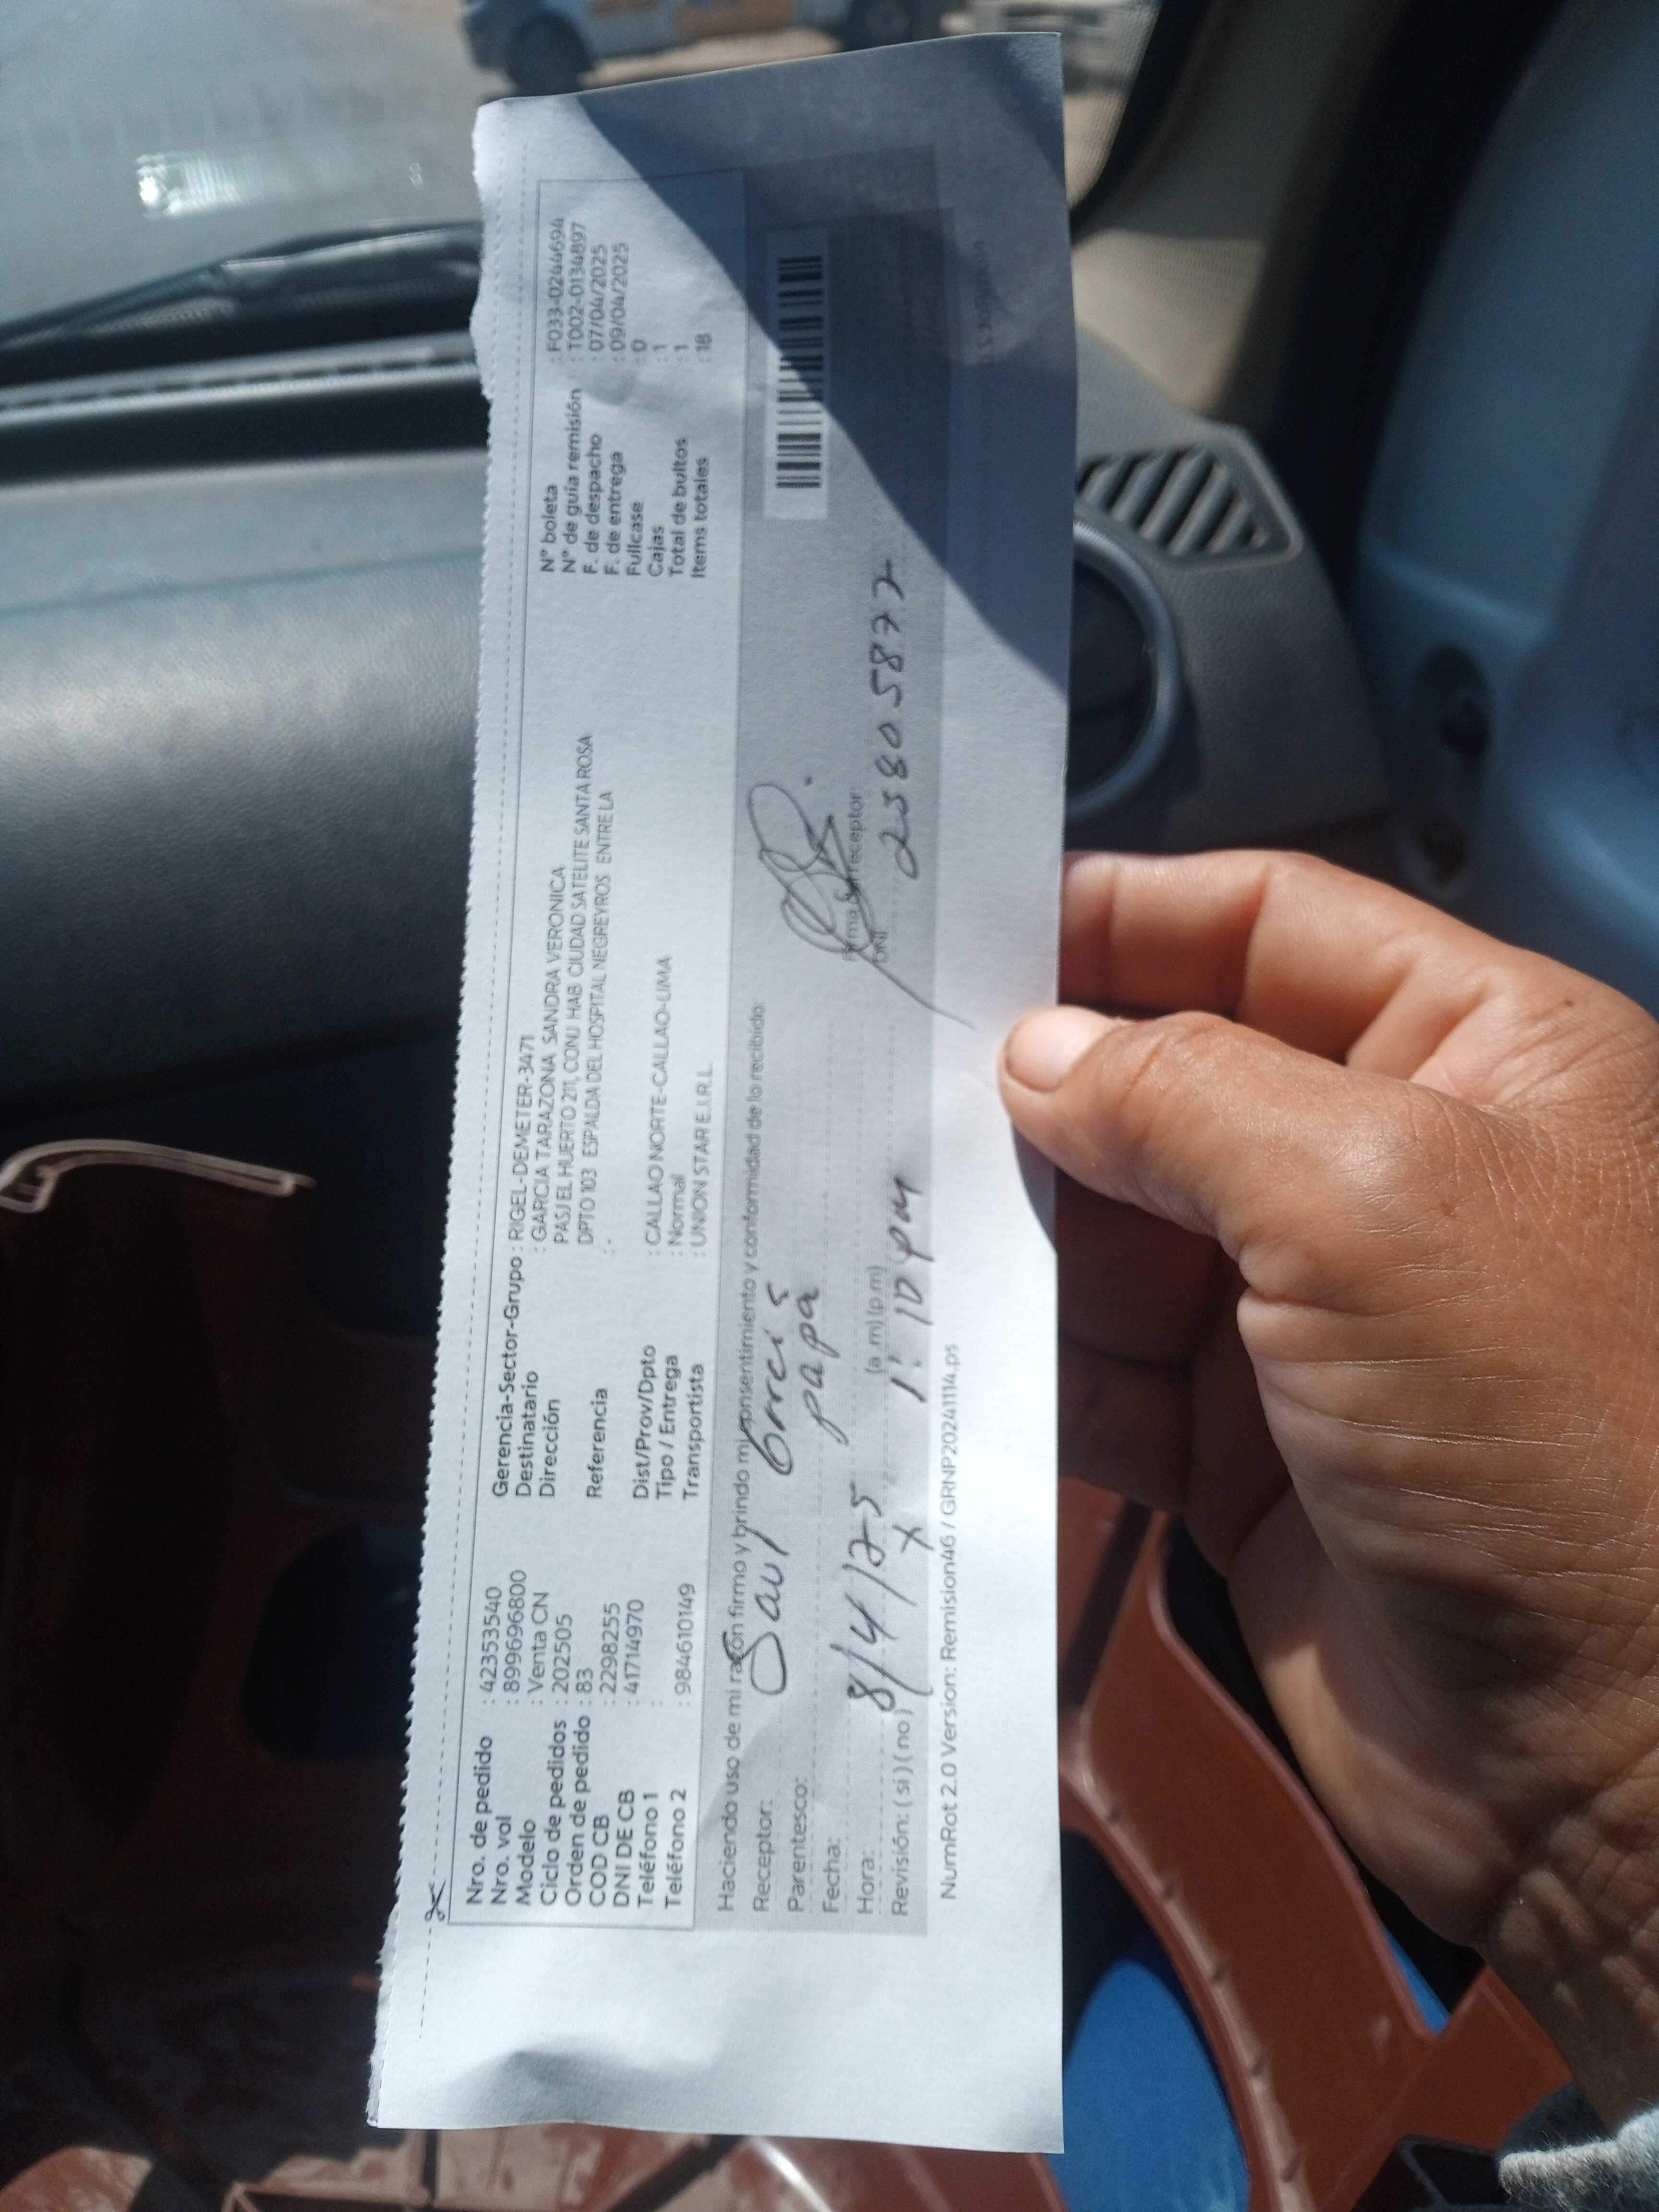 Nro. de pedido : 42353540
Nro. vol : 899696800
Modelo : Venta CN
Ciclo de pedidos : 202505
Orden de pedido : 83
COD CB : 2298255
DNI DE CB : 41714970
Teléfono 1 :
Teléfono 2 : 984610149
Gerencia-Sector-Grupo : RIGEL-DEMETER-3471
Destinatario : GARCIA TARAZONA SANDRA VERONICA
Dirección PASJ EL HUERTO 211, CONJ HAB CIUDAD SATELITE SANTA ROSA
DPTO 103 ESPALDA DEL HOSPITAL NEGREYROS ENTRE LA
Referencia : -
Dist/Prov/Dpto : CALLAO NORTE-CALLAO-LIMA
Tipo / Entrega : Normal
Transportista : UNION STAR E.I.R.L.
N° boleta : F033-0244694
N° de guía remisión : T002-0134897
F. de despacho : 07/04/2025
F. de entrega : 09/04/2025
Fullcase : 0
Cajas : 1
Total de bultos : 1
Items totales : 18
Haciendo uso de mi razón firmo y brindo mi consentimiento y conformidad de lo recibido:
Receptor: Saul
Parentesco: papá
Fecha: 8/4/25
Hora: (a.m) (p.m) 1:10 pm
Revisión: ( si ) ( no ) x
Firma del receptor:
DNI 25805877
NumRot 2.0 Version: Remision46 / GRNP20241114.ps